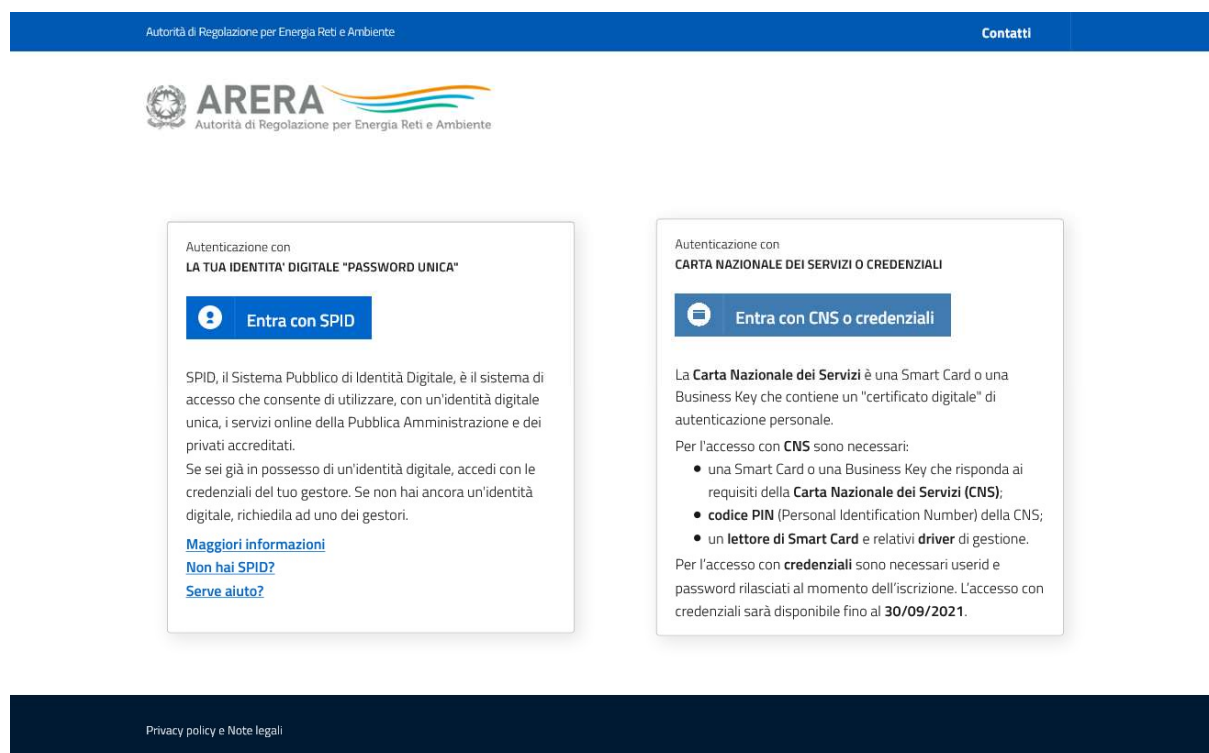 Autorità di Regolazione per Energia Reti e Ambiente
Contatti
ARERA
Autorità di Regolazione per Energia Reti e Ambiente
Autenticazione con
LA TUA IDENTITA' DIGITALE "PASSWORD UNICA"
Entra con SPID
SPID, il Sistema Pubblico di Identità Digitale, è il sistema di
accesso che consente di utilizzare, con un'identità digitale
unica, i servizi online della Pubblica Amministrazione e dei
privati accreditati.
Se sei già in possesso di un'identità digitale, accedi con le
credenziali del tuo gestore. Se non hai ancora un'identità
digitale, richiedila ad uno dei gestori.
Maggiori informazioni
Non hai SPID?
Serve aiuto?
Autenticazione con
CARTA NAZIONALE DEI SERVIZI O CREDENZIALI
Entra con CNS o credenziali
La Carta Nazionale dei Servizi è una Smart Card o una
Business Key che contiene un "certificato digitale" di
autenticazione personale.
Per l'accesso con CNS sono necessari:
● una Smart Card o una Business Key che risponda ai
requisiti della Carta Nazionale dei Servizi (CNS);
● codice PIN (Personal Identification Number) della CNS;
● un lettore di Smart Card e relativi driver di gestione.
Per l’accesso con credenziali sono necessari userid e
password rilasciati al momento dell’iscrizione. L’accesso con
credenziali sarà disponibile fino al 30/09/2021.
Privacy policy e Note legali